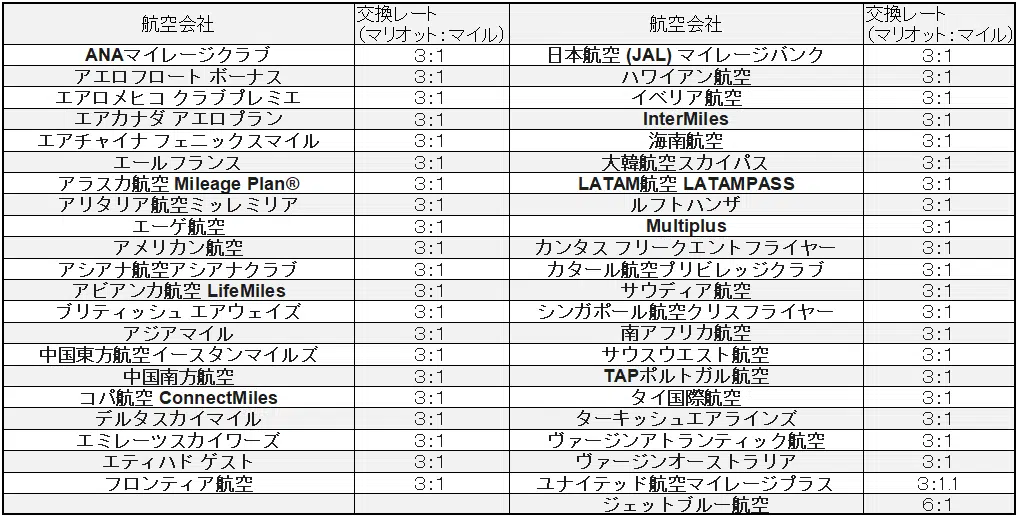 航空会社 交換レート (マリオット：マイル) 航空会社 交換レート (マリオット：マイル)
ANAマイレージクラブ 3:1 日本航空 (JAL) マイレージバンク 3:1
アエロフロート ボーナス 3:1 ハワイアン航空 3:1
エアロメヒコ クラブプレミエ 3:1 イベリア航空 3:1
エアカナダ アエロプラン 3:1 InterMiles 3:1
エアチャイナ フェニックスマイル 3:1 海南航空 3:1
エールフランス 3:1 大韓航空スカイパス 3:1
アラスカ航空 Mileage Plan® 3:1 LATAM航空 LATAMPASS 3:1
アリタリア航空ミッレミリア 3:1 ルフトハンザ 3:1
エーゲ航空 3:1 Multiplus 3:1
アメリカン航空 3:1 カンタス フリークエントフライヤー 3:1
アシアナ航空アシアナクラブ 3:1 カタール航空プリビレッジクラブ 3:1
アビアンカ航空 LifeMiles 3:1 サウディア航空 3:1
ブリティッシュ エアウェイズ 3:1 シンガポール航空クリスフライヤー 3:1
アジアマイル 3:1 南アフリカ航空 3:1
中国東方航空イースタンマイルズ 3:1 サウスウエスト航空 3:1
中国南方航空 3:1 TAPポルトガル航空 3:1
コパ航空 ConnectMiles 3:1 タイ国際航空 3:1
デルタスカイマイル 3:1 ターキッシュエアラインズ 3:1
エミレーツスカイワーズ 3:1 ヴァージンアトランティック航空 3:1
エティハド ゲスト 3:1 ヴァージンオーストラリア 3:1
フロンティア航空 3:1 ユナイテッド航空マイレージプラス 3:1.1
ジェットブルー航空 6:1